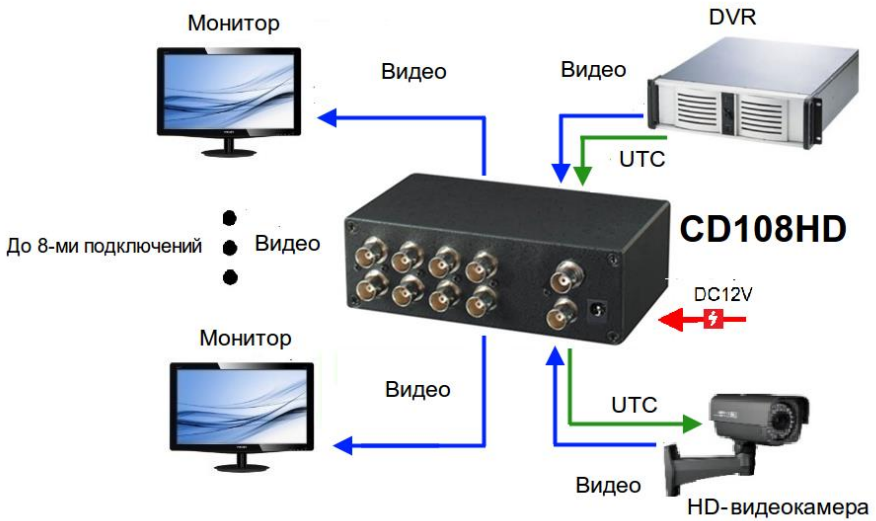 Монитор
DVR
Видео
Видео
UTC
CD108HD
До 8-ми подключений
Видео
DC12V
Монитор
Видео
UTC
Видео
HD-видеокамера